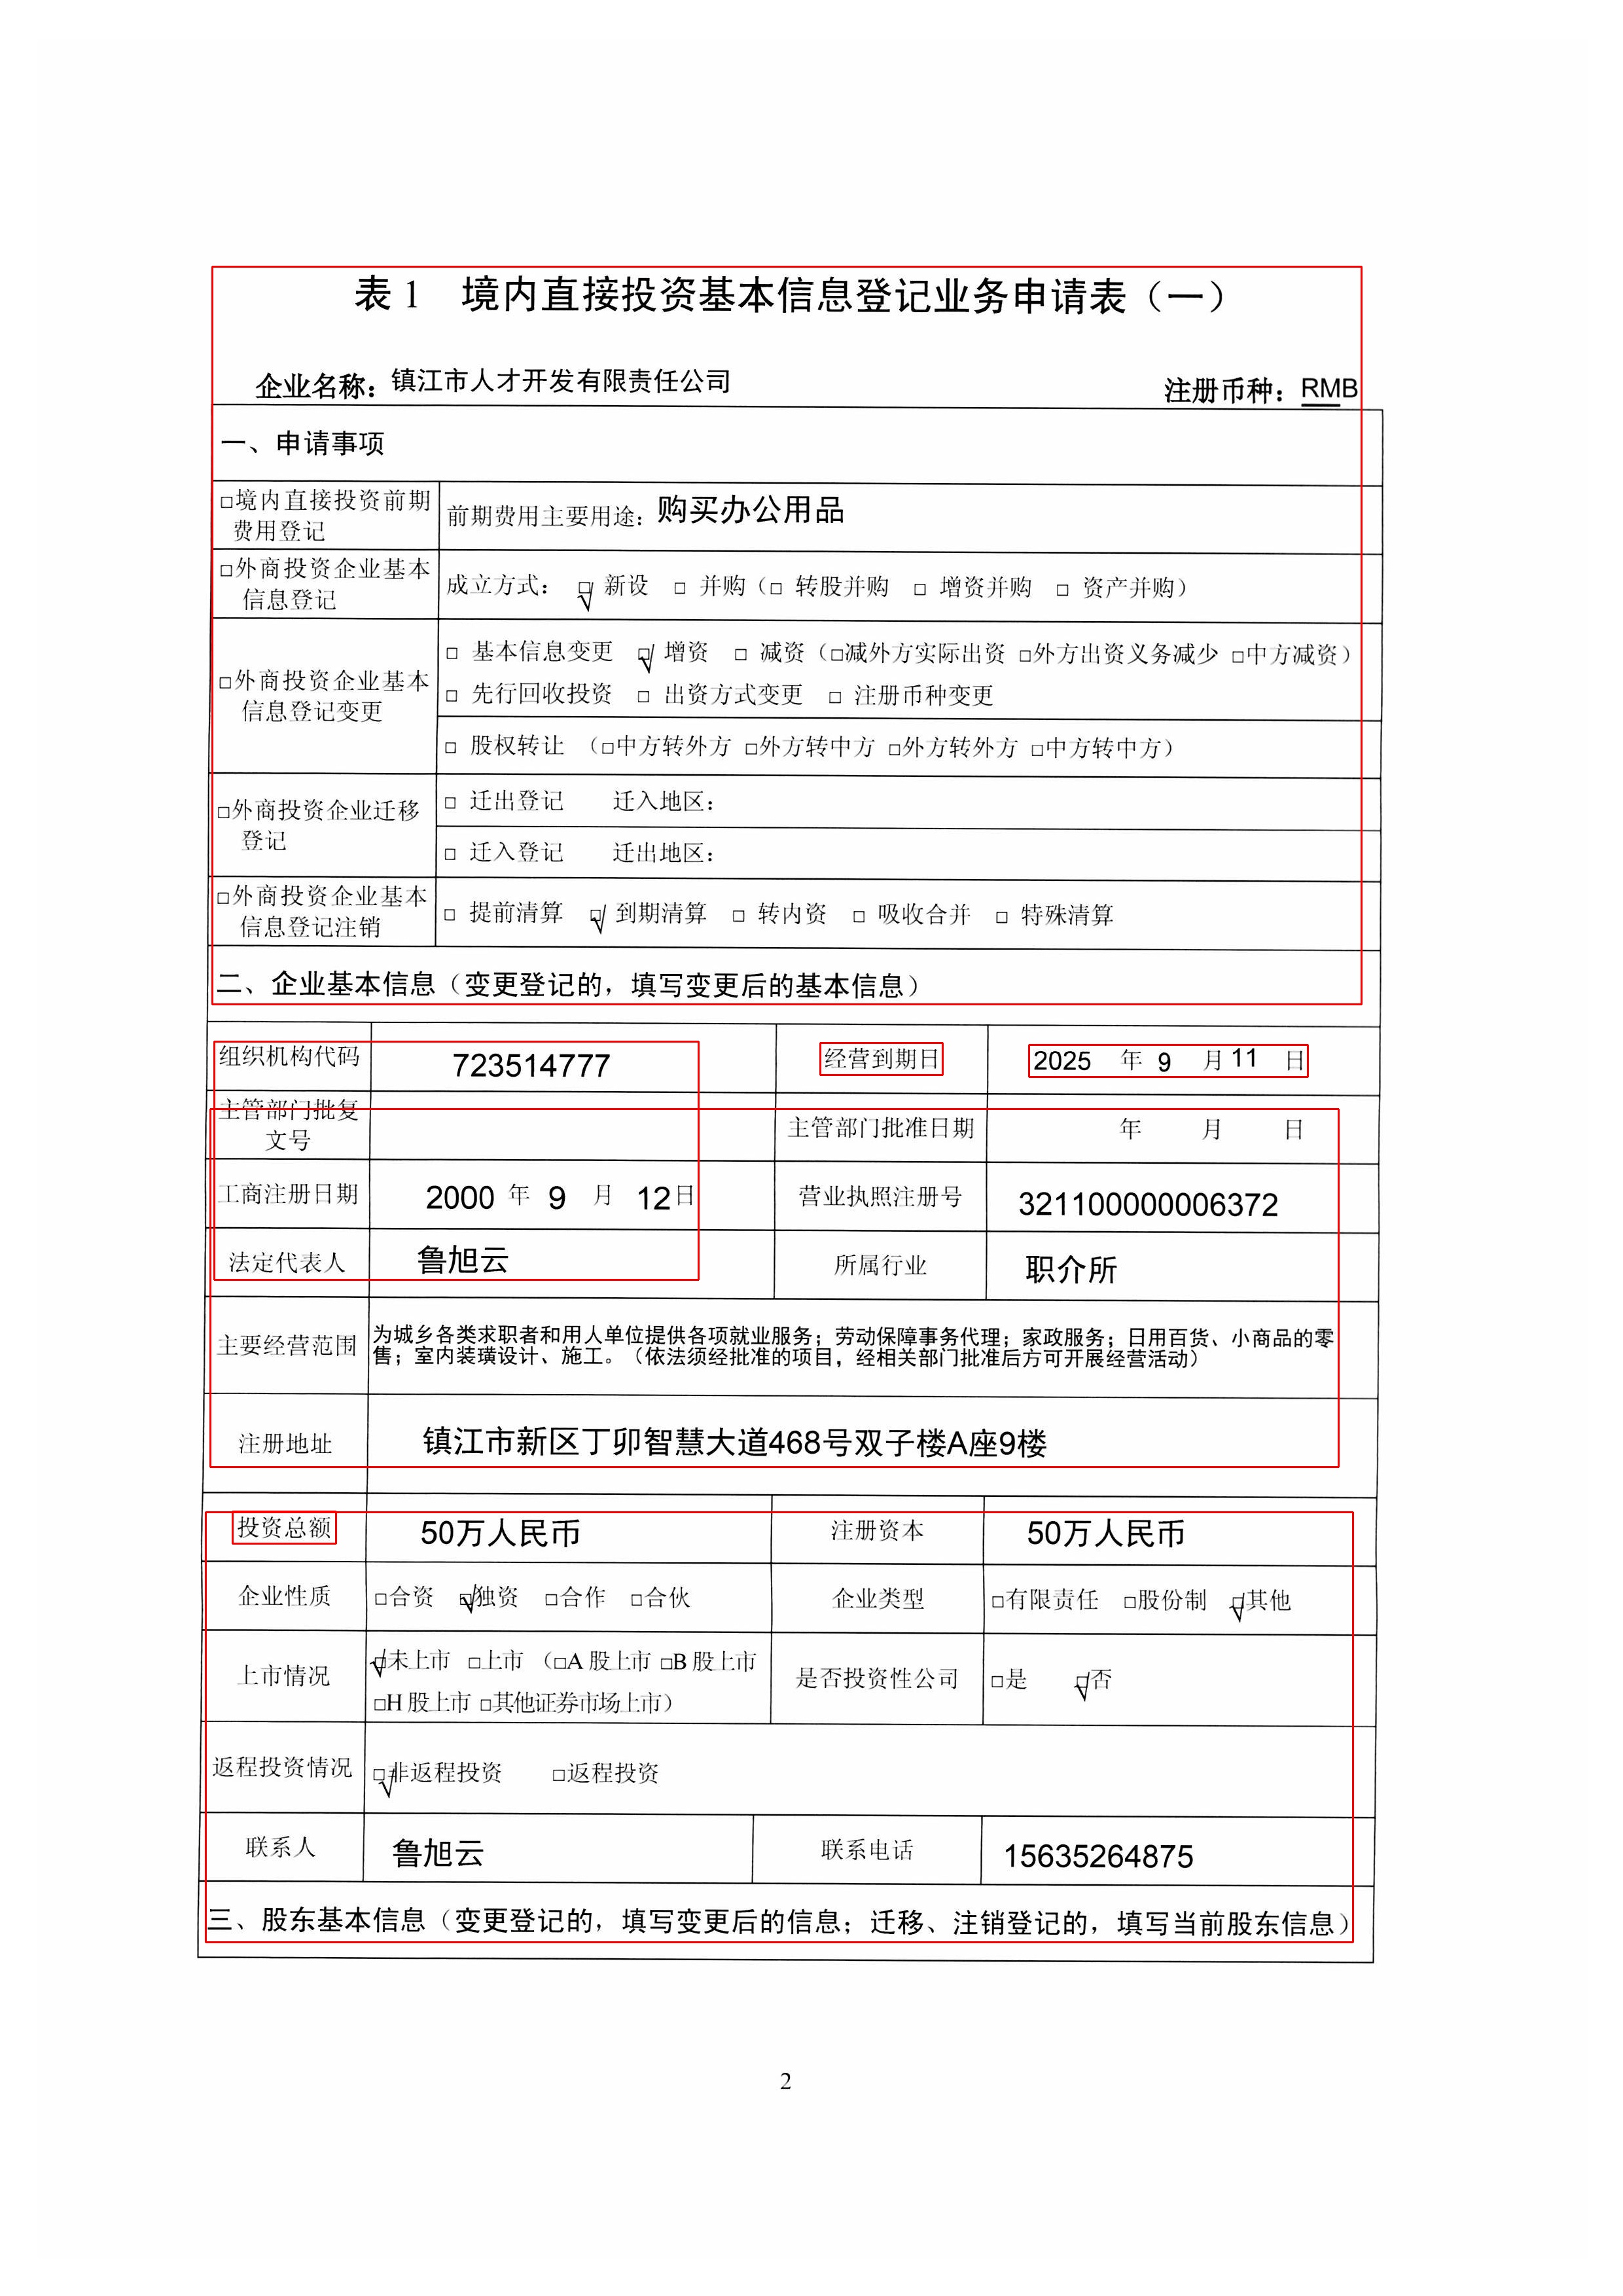 表 1　境内直接投资基本信息登记业务申请表（一）
企业名称：镇江市人才开发有限责任公司　注册币种：RMB
一、申请事项
□境内直接投资前期
费用登记
前期费用主要用途：购买办公用品
□外商投资企业基本
信息登记
成立方式：　☑ 新设　□ 并购（□ 转股并购　□ 增资并购　□ 资产并购）
□外商投资企业基本
信息登记变更
□ 基本信息变更　☑ 增资　□ 减资（□减外方实际出资 □外方出资义务减少 □中方减资）
□ 先行回收投资　□ 出资方式变更　□ 注册币种变更
□ 股权转让　（□中方转外方 □外方转中方 □外方转外方 □中方转中方）
□外商投资企业迁移
登记
□ 迁出登记　迁入地区：
□ 迁入登记　迁出地区：
□外商投资企业基本
信息登记注销
□ 提前清算　☑ 到期清算　□ 转内资　□ 吸收合并　□ 特殊清算
二、企业基本信息（变更登记的，填写变更后的基本信息）
组织机构代码　723514777　经营到期日　2025 年 9 月 11 日
主管部门批复
文号
主管部门批准日期　年　月　日
工商注册日期　2000 年 9 月 12日　营业执照注册号　321100000006372
法定代表人　鲁旭云　所属行业　职介所
主要经营范围
为城乡各类求职者和用人单位提供各项就业服务；劳动保障事务代理；家政服务；日用百货、小商品的零
售；室内装璜设计、施工。（依法须经批准的项目，经相关部门批准后方可开展经营活动）
注册地址　镇江市新区丁卯智慧大道468号双子楼A座9楼
投资总额　50万人民币　注册资本　50万人民币
企业性质　□合资　☑独资　□合作　□合伙　企业类型　□有限责任　□股份制　☑其他
上市情况
☑未上市　□上市　（□A 股上市 □B 股上市
□H 股上市 □其他证券市场上市）
是否投资性公司　□是　☑否
返程投资情况　☑非返程投资　□返程投资
联系人　鲁旭云　联系电话　15635264875
三、股东基本信息（变更登记的，填写变更后的信息；迁移、注销登记的，填写当前股东信息）
2